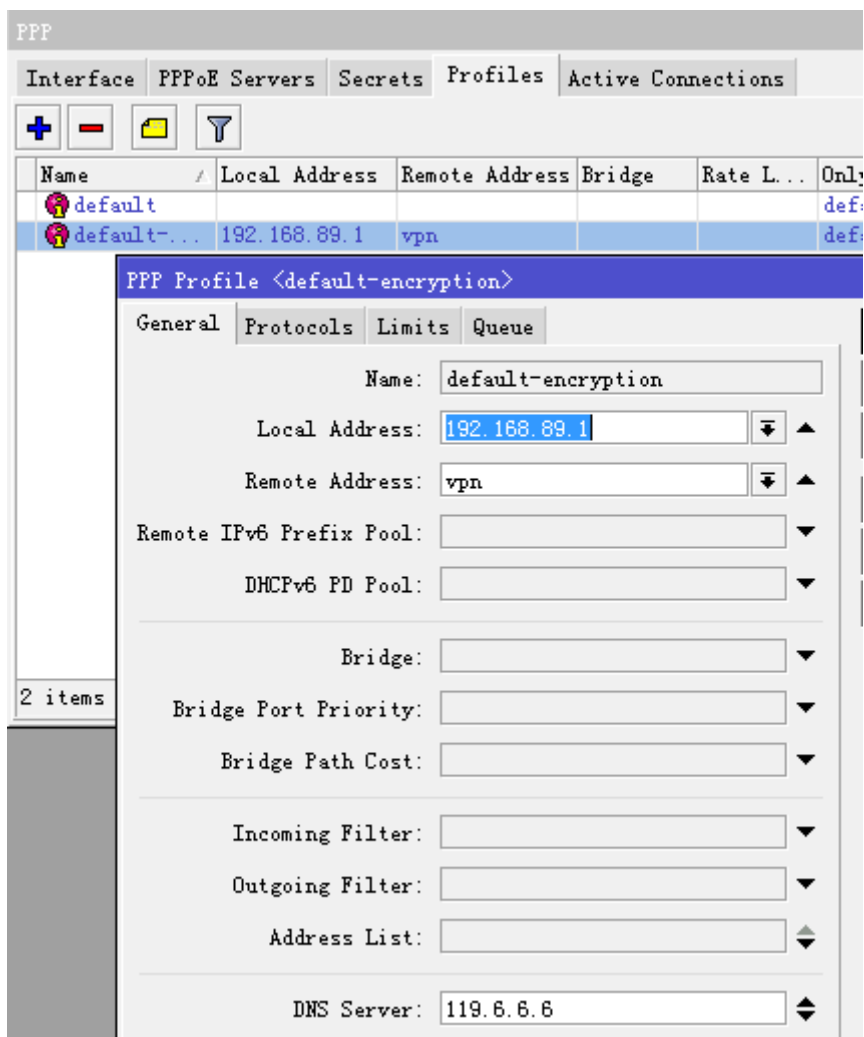 PPP
Interface PPPoE Servers Secrets Profiles Active Connections
Name Local Address Remote Address Bridge Rate L... Only
default
default-... 192.168.89.1 vpn
PPP Profile <default-encryption>
General Protocols Limits Queue
Name: default-encryption
Local Address: 192.168.89.1
Remote Address: vpn
Remote IPv6 Prefix Pool:
DHCPv6 PD Pool:
Bridge:
2 items
Bridge Port Priority:
Bridge Path Cost:
Incoming Filter:
Outgoing Filter:
Address List:
DNS Server: 119.6.6.6